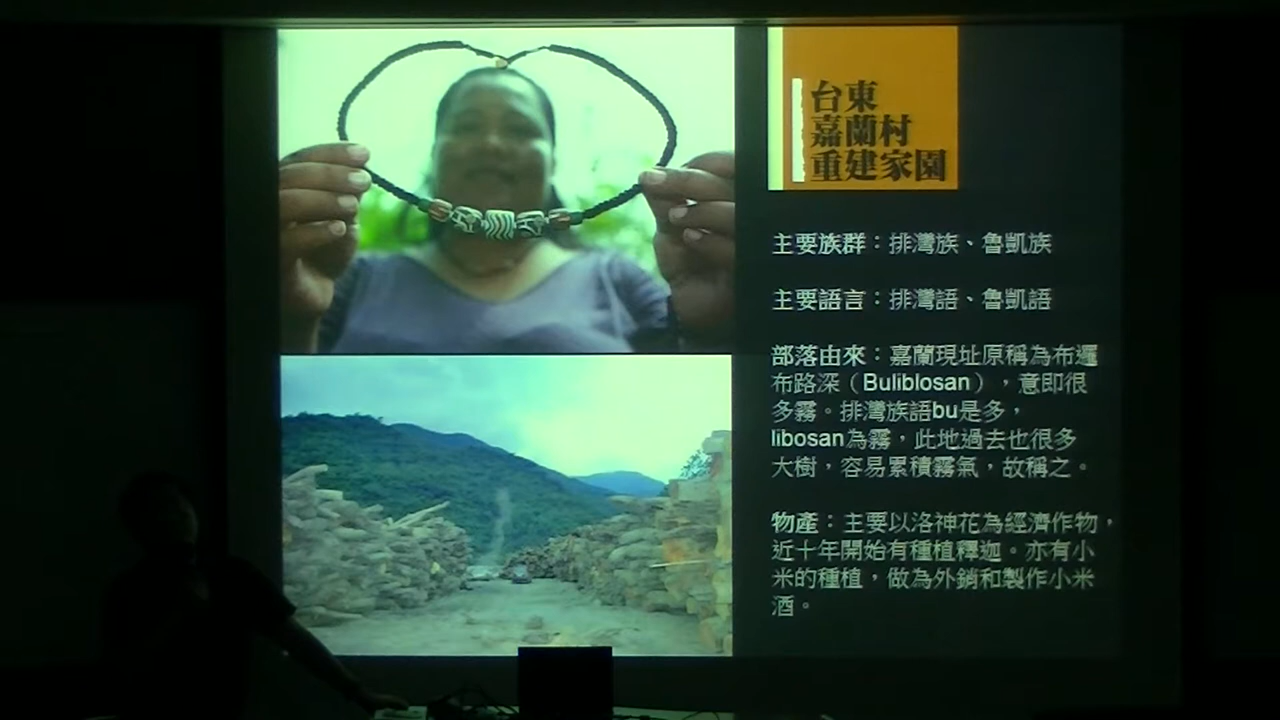 台東
嘉蘭村
重建家園
主要族群：排灣族、魯凱族
主要語言：排灣語、魯凱語
部落由來：嘉蘭現址原稱為布邏
布路深（Buliblosan），意即很
多霧。排灣族語bu是多，
libosan為霧，此地過去也很多
大樹，容易累積霧氣，故稱之。
物產：主要以洛神花為經濟作物，
近十年開始有種植釋迦。亦有小
米的種植，做為外銷和製作小米
酒。